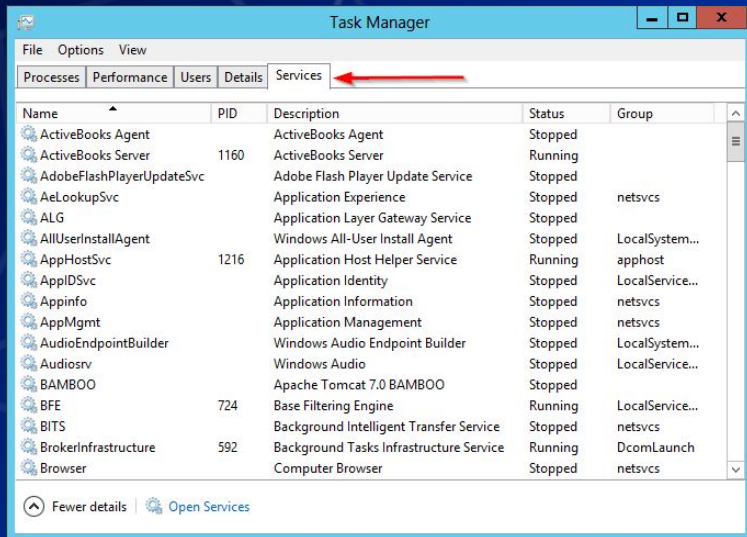 Task Manager
File Options View
Processes Performance Users Details Services
Name PID Description Status Group
ActiveBooks Agent ActiveBooks Agent Stopped
ActiveBooks Server 1160 ActiveBooks Server Running
AdobeFlashPlayerUpdateSvc Adobe Flash Player Update Service Stopped
AeLookupSvc Application Experience Stopped netsvcs
ALG Application Layer Gateway Service Stopped
AllUserInstallAgent Windows All-User Install Agent Stopped LocalSystem...
AppHostSvc 1216 Application Host Helper Service Running apphost
AppIDSvc Application Identity Stopped LocalService...
Appinfo Application Information Stopped netsvcs
AppMgmt Application Management Stopped netsvcs
AudioEndpointBuilder Windows Audio Endpoint Builder Stopped LocalSystem...
Audiosrv Windows Audio Stopped LocalService...
BAMBOO Apache Tomcat 7.0 BAMBOO Stopped
BFE 724 Base Filtering Engine Running LocalService...
BITS Background Intelligent Transfer Service Stopped netsvcs
BrokerInfrastructure 592 Background Tasks Infrastructure Service Running DcomLaunch
Browser Computer Browser Stopped netsvcs
Fewer details Open Services